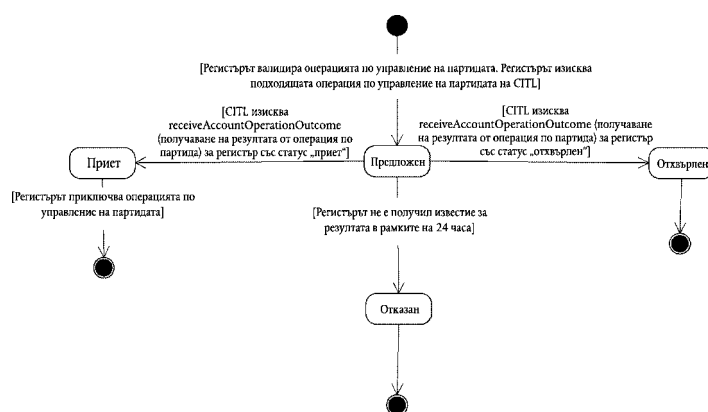 [Регистърът валидира операцията по управление на партидата. Регистърът изисква
подходящата операция по управление на партидата на CITL]
[CITL изисква
receiveAccountOperationOutcome
(получаване на резултата от операция по
партида) за регистър със статус „приет“]
[CITL изисква
receiveAccountOperationOutcome (получаване
на резултата от операция по партида) за регистър
със статус „отхвърлен“]
Приет
Предложен
Отхвърлен
[Регистърът приключва операцията по
управление на партидата]
[Регистърът не е получил известие за
резултата в рамките на 24 часа]
Отказан